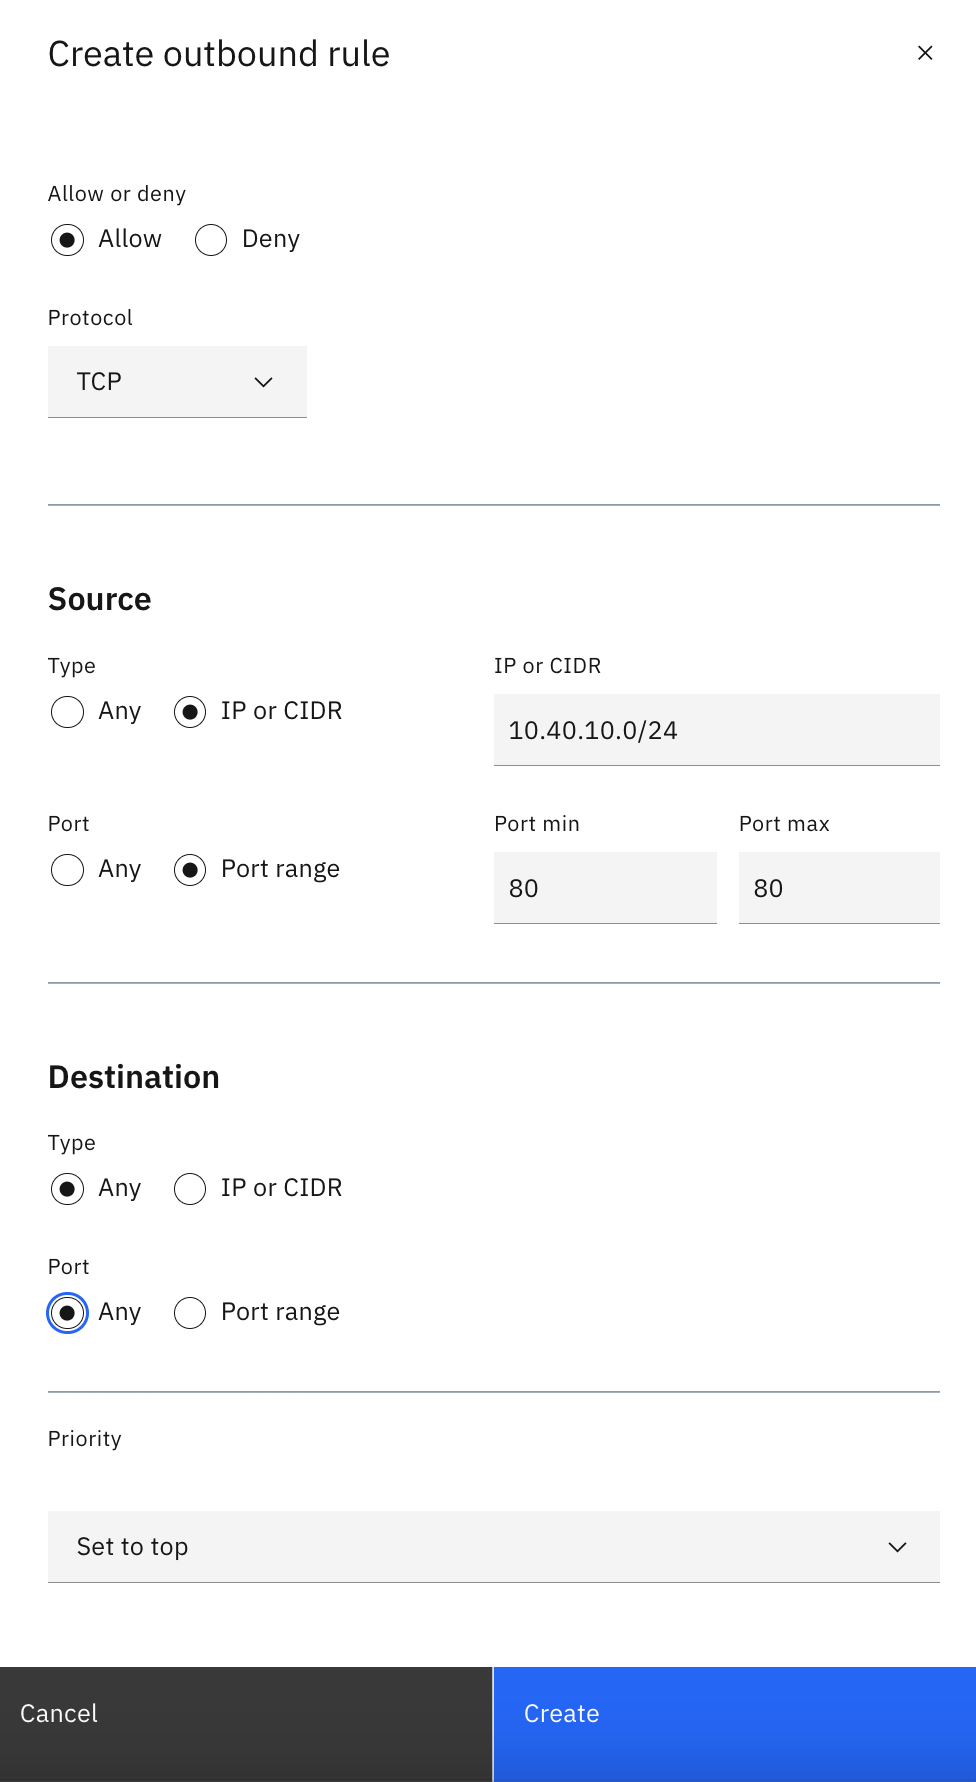 Create outbound rule
Allow or deny
Allow Deny
Protocol
TCP
Source
Type
Any IP or CIDR
IP or CIDR
10.40.10.0/24
Port
Any Port range
Port min Port max
80 80
Destination
Type
Any IP or CIDR
Port
Any Port range
Priority
Set to top
Cancel Create